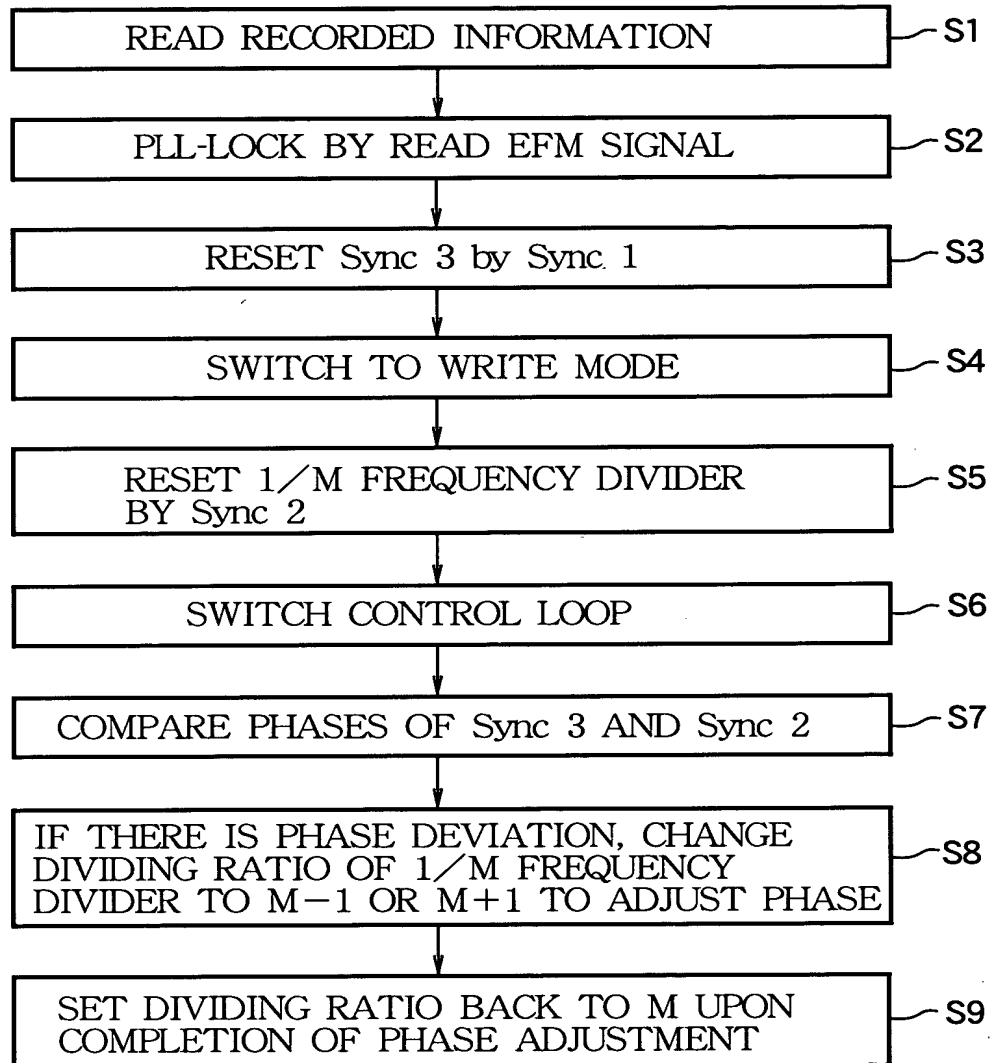 READ RECORDED INFORMATION
S1
PLL-LOCK BY READ EFM SIGNAL
S2
RESET Sync 3 by Sync 1
S3
SWITCH TO WRITE MODE
S4
RESET 1/M FREQUENCY DIVIDER
BY Sync 2
S5
SWITCH CONTROL LOOP
S6
COMPARE PHASES OF Sync 3 AND Sync 2
S7
IF THERE IS PHASE DEVIATION, CHANGE
DIVIDING RATIO OF 1/M FREQUENCY
DIVIDER TO M-1 OR M+1 TO ADJUST PHASE
S8
SET DIVIDING RATIO BACK TO M UPON
COMPLETION OF PHASE ADJUSTMENT
S9